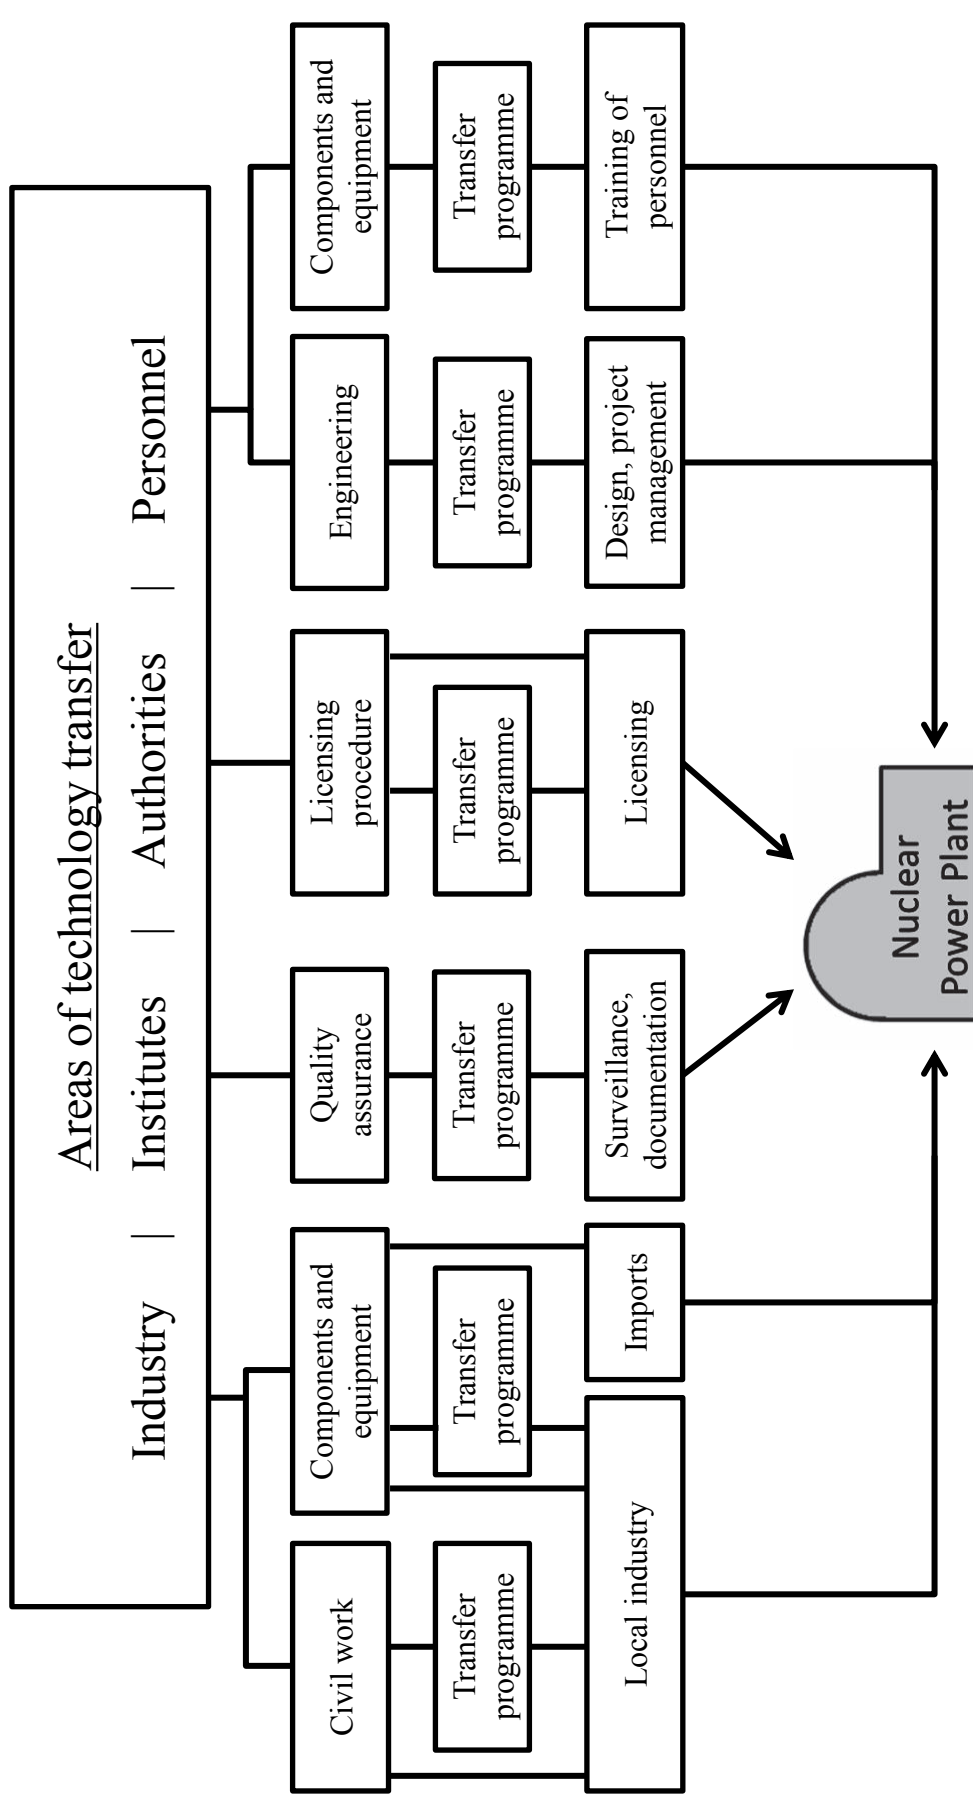 Areas of technology transfer
Industry | Institutes | Authorities | Personnel
Civil work
Components and
equipment
Quality
assurance
Licensing
procedure
Engineering
Components and
equipment
Transfer
programme
Transfer
programme
Transfer
programme
Transfer
programme
Transfer
programme
Transfer
programme
Local industry
Imports
Surveillance,
documentation
Licensing
Design, project
management
Training of
personnel
Nuclear
Power Plant